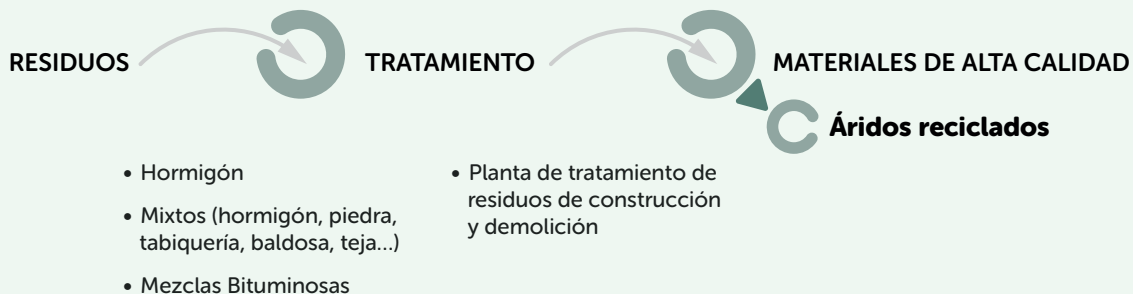 RESIDUOS
TRATAMIENTO
MATERIALES DE ALTA CALIDAD
Áridos reciclados
• Hormigón
• Mixtos (hormigón, piedra,
tabiquería, baldosa, teja...)
• Mezclas Bituminosas
• Planta de tratamiento de
residuos de construcción
y demolición